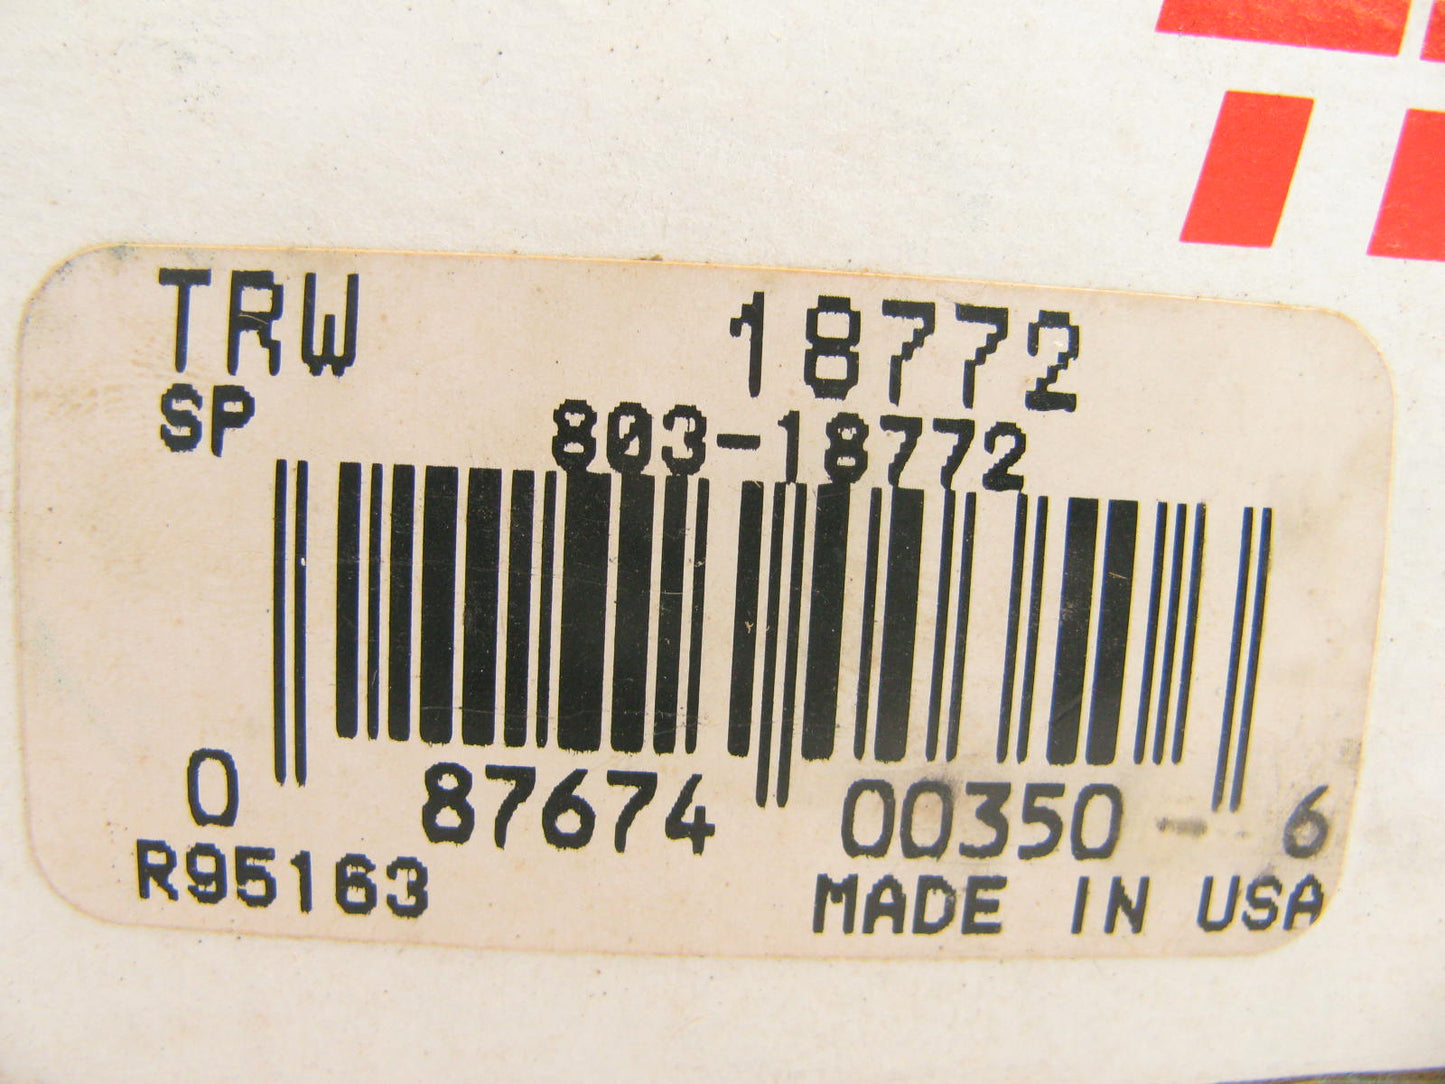 TRW 18772
SP 803-18772
0 87674 00350 - 6
R95163 MADE IN USA